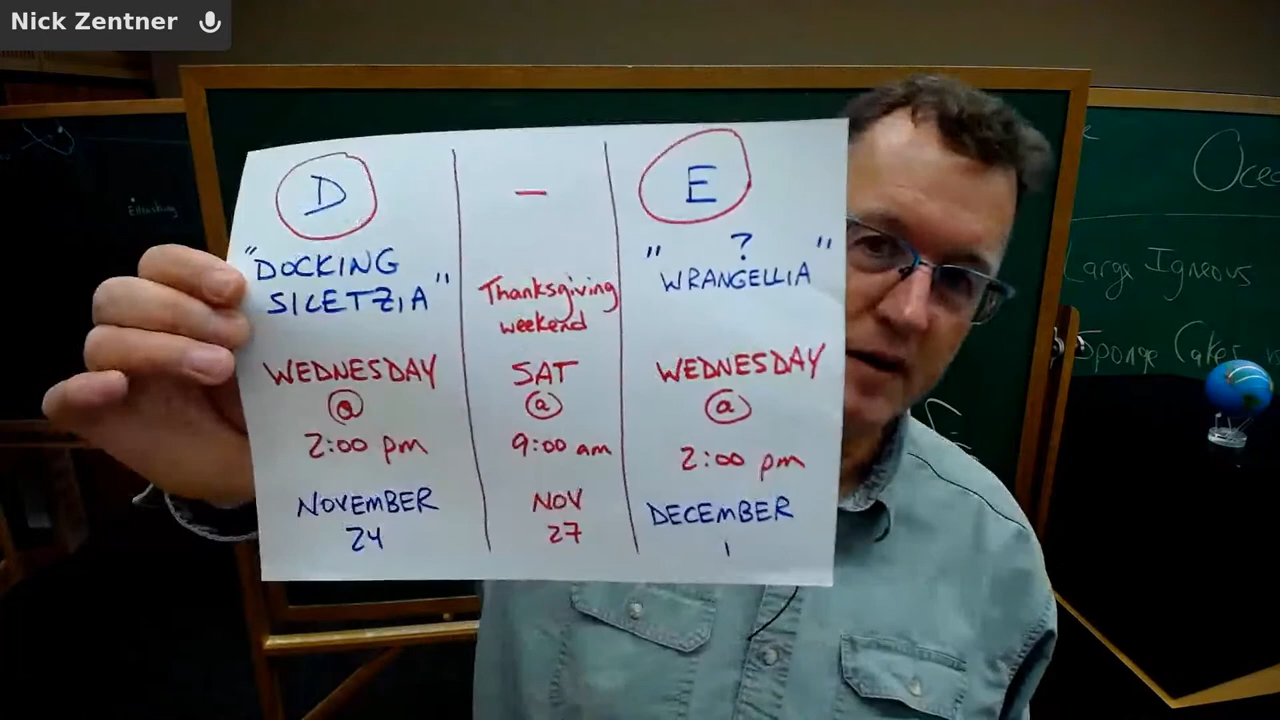 Nick Zentner
D
"DOCKING
SILETZIA"
WEDNESDAY
@
2:00 pm
NOVEMBER
24
—
Thanksgiving
weekend
SAT
@
9:00 am
NOV
27
E
?
"WRANGELLIA"
WEDNESDAY
@
2:00 pm
DECEMBER
1
Ellensburg
Large Igneous
Sponge Cakes